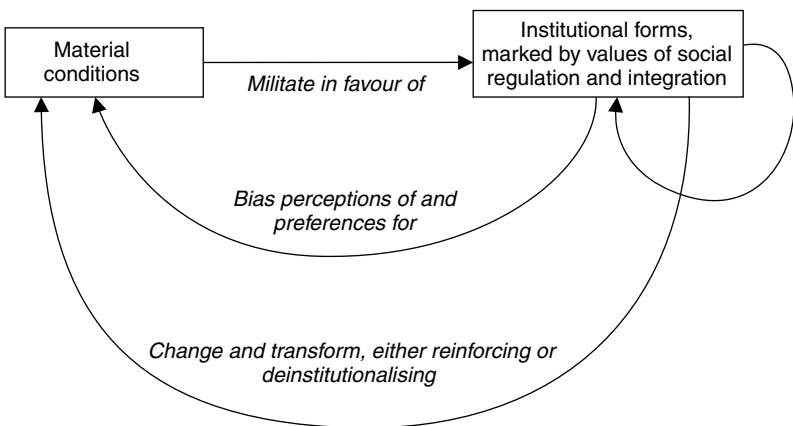 Material
conditions
Institutional forms,
marked by values of social
regulation and integration
Militate in favour of
Bias perceptions of and
preferences for
Change and transform, either reinforcing or
deinstitutionalising